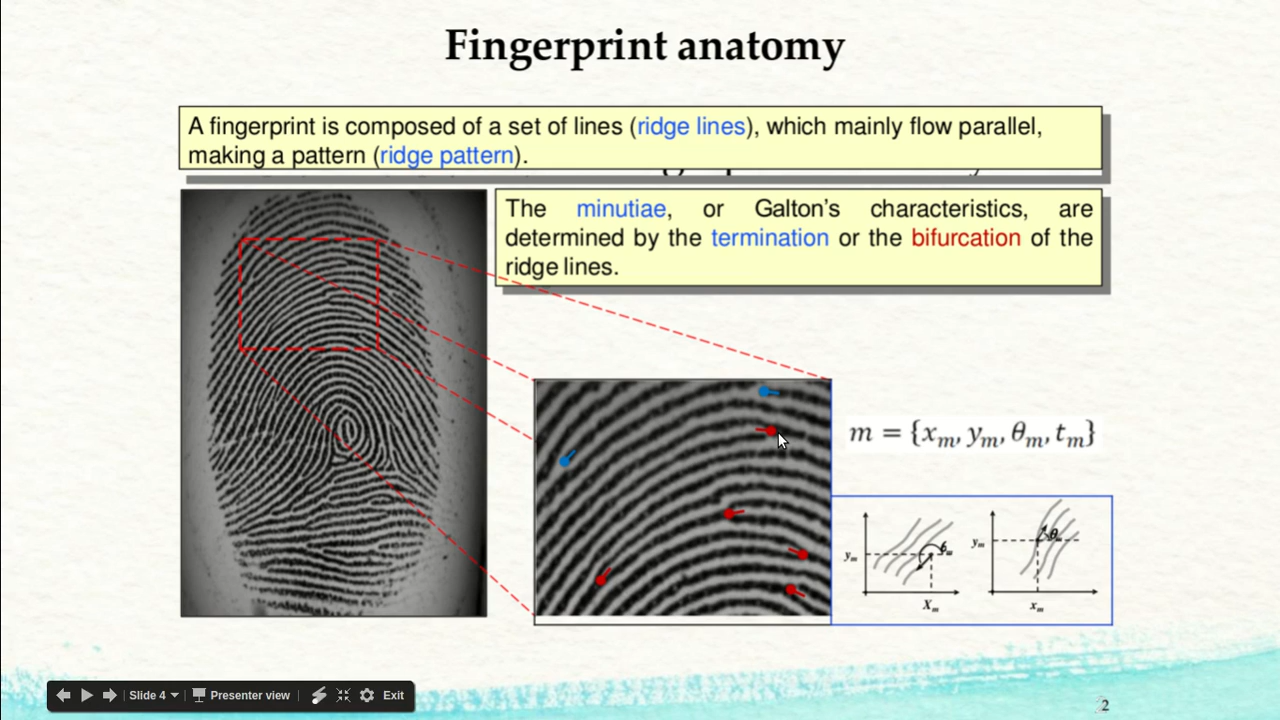 Fingerprint anatomy
A fingerprint is composed of a set of lines (ridge lines), which mainly flow parallel,
making a pattern (ridge pattern).
The minutiae, or Galton's characteristics, are
determined by the termination or the bifurcation of the
ridge lines.
m = {xₘ, yₘ, θₘ, tₘ}
yₘ
θₘ
Xₘ
yₘ
θ
xₘ
Slide 4
Presenter view
Exit
2